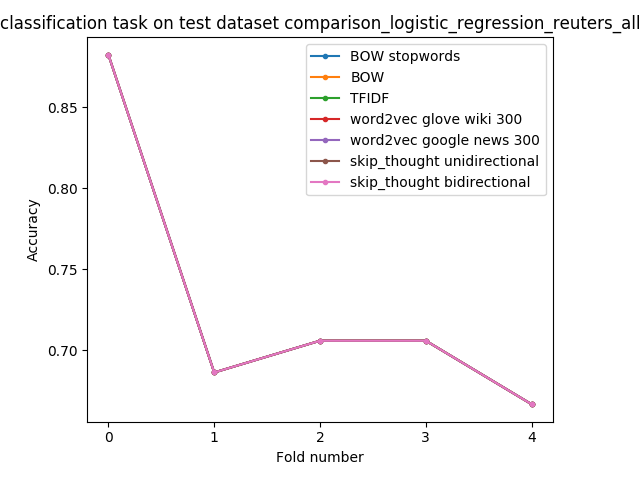 classification task on test dataset comparison_logistic_regression_reuters_all
BOW stopwords
BOW
TFIDF
word2vec glove wiki 300
word2vec google news 300
skip_thought unidirectional
skip_thought bidirectional
Accuracy
0.85
0.80
0.75
0.70
0 1 2 3 4
Fold number